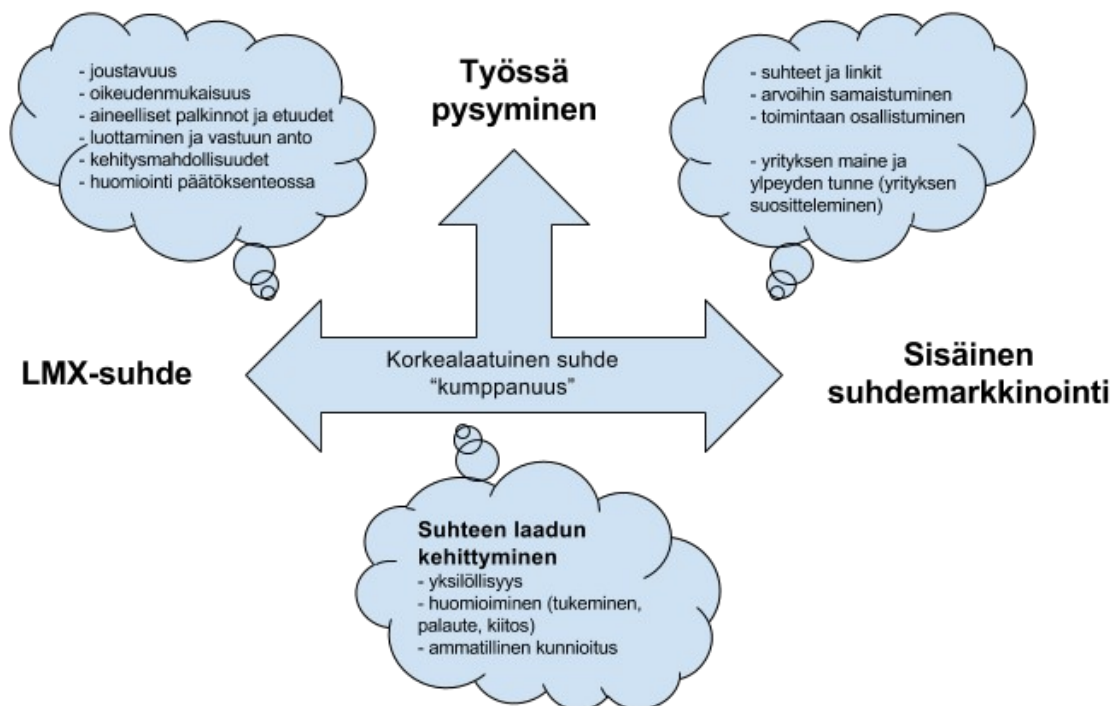 - joustavuus
- oikeudenmukaisuus
- aineelliset palkinnot ja etuudet
- luottaminen ja vastuun anto
- kehitysmahdollisuudet
- huomiointi päätöksenteossa
Työssä
pysyminen
- suhteet ja linkit
- arvoihin samaistuminen
- toimintaan osallistuminen
- yrityksen maine ja
ylpeyden tunne (yrityksen
suositteleminen)
LMX-suhde
Korkealaatuinen suhde
“kumppanuus”
Sisäinen
suhdemarkkinointi
Suhteen laadun
kehittyminen
- yksilöllisyys
- huomioiminen (tukeminen,
palaute, kiitos)
- ammatillinen kunnioitus